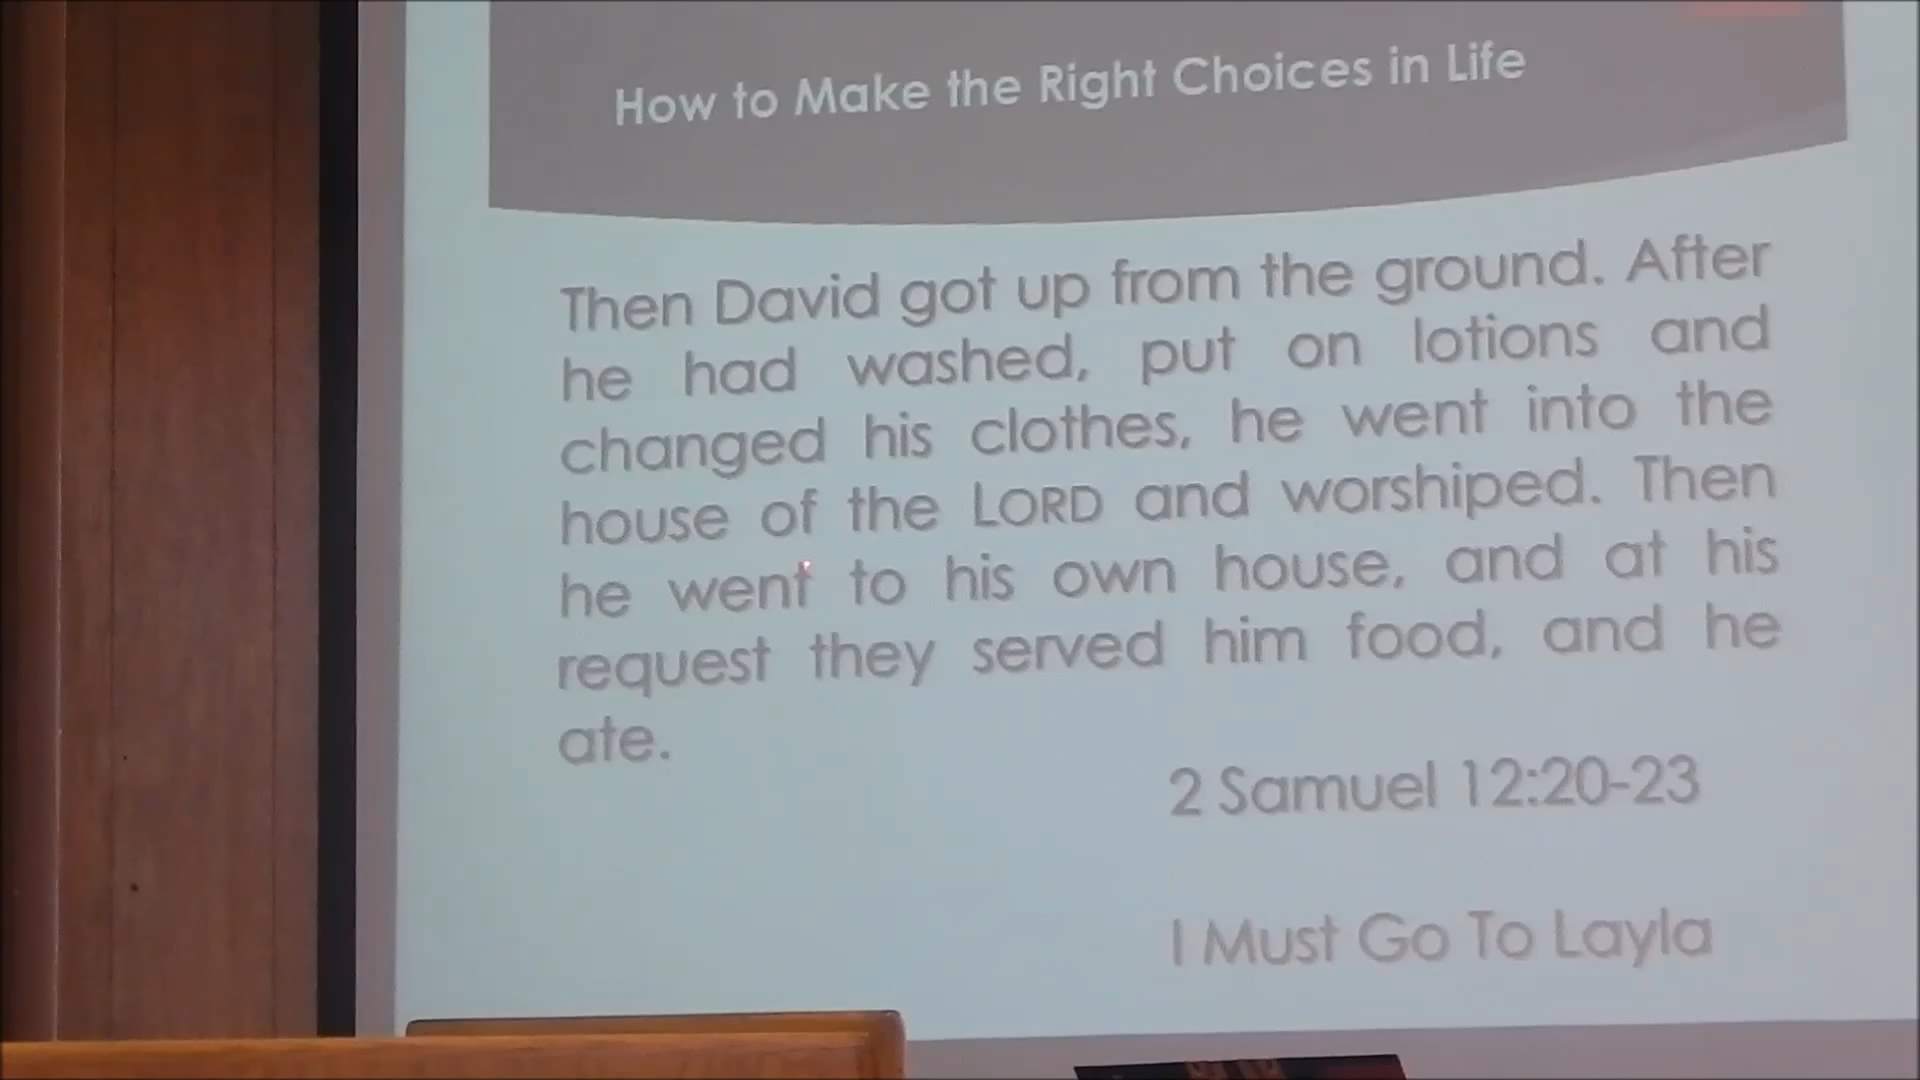 How to Make the Right Choices in Life
Then David got up from the ground. After
he had washed, put on lotions and
changed his clothes, he went into the
house of the LORD and worshiped. Then
he went to his own house, and at his
request they served him food, and he
ate.
2 Samuel 12:20-23
I Must Go To Layla